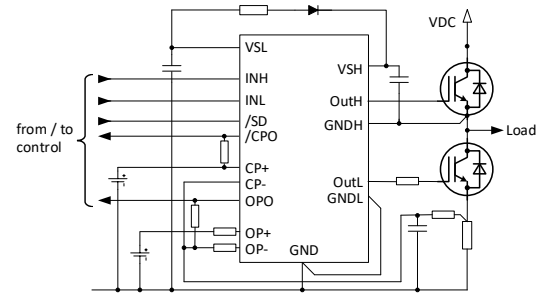 VDC
VSL
VSH
INH
INL
OutH
/SD
GNDH
/CPO
Load
from / to
control
CP+
CP-
OutL
OPO
GNDL
OP+
OP-
GND